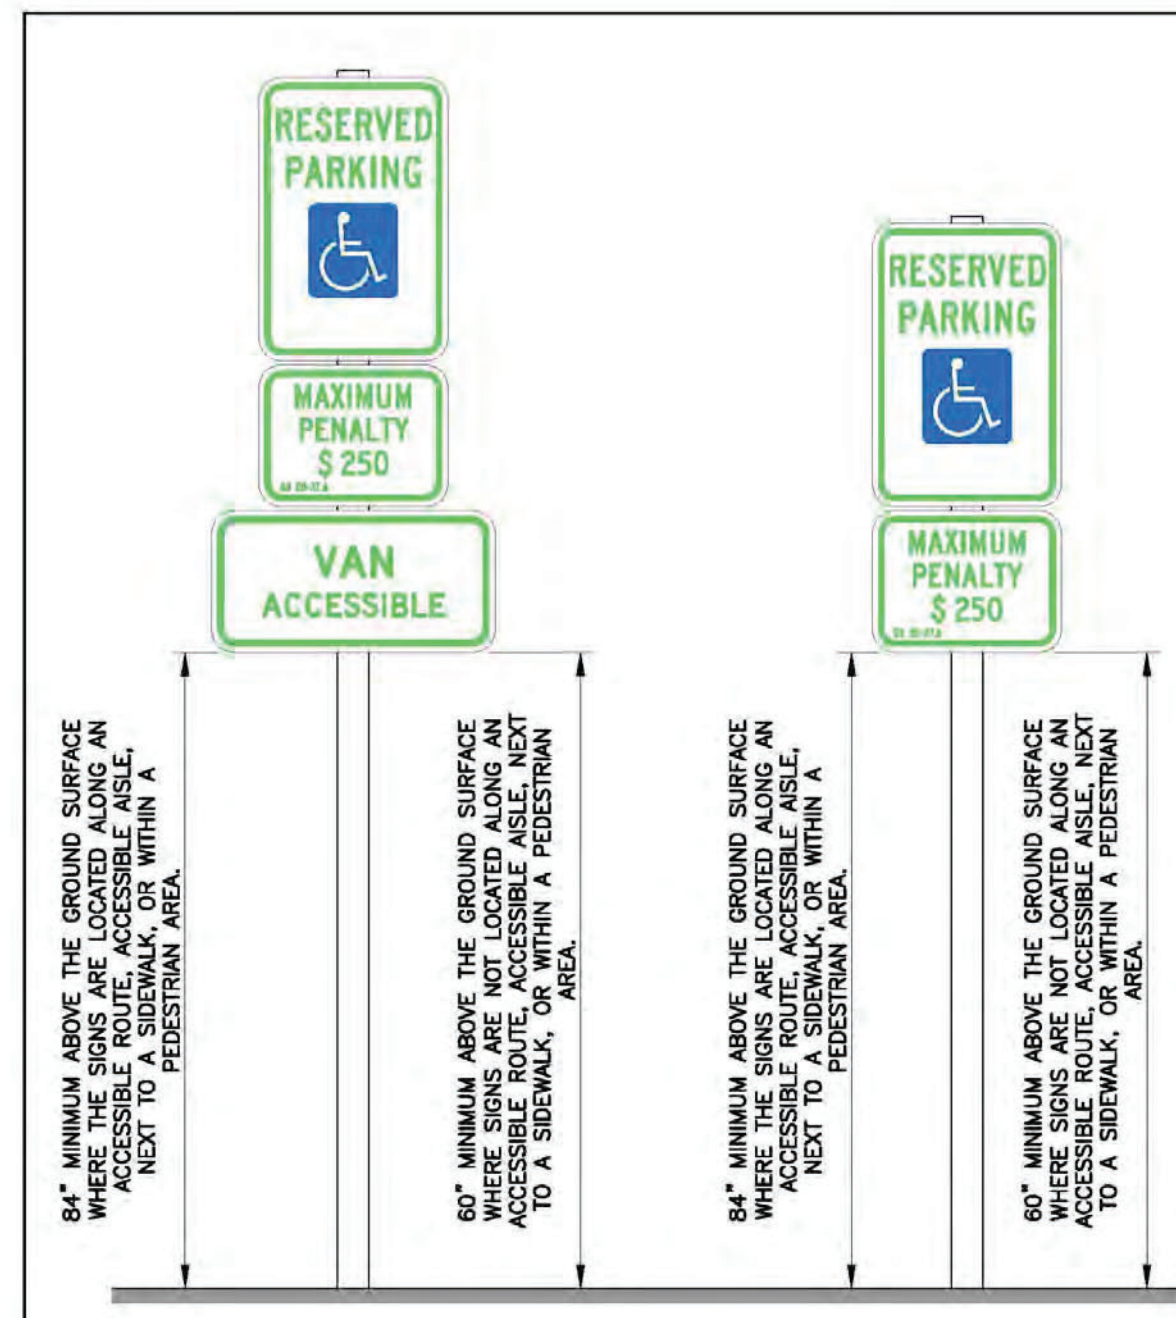 RESERVED
PARKING
MAXIMUM
PENALTY
$ 250
VAN
ACCESSIBLE
84" MINIMUM ABOVE THE GROUND SURFACE
WHERE THE SIGNS ARE LOCATED ALONG AN
ACCESSIBLE ROUTE, ACCESSIBLE AISLE,
NEXT TO A SIDEWALK, OR WITHIN A
PEDESTRIAN AREA.
60" MINIMUM ABOVE THE GROUND SURFACE
WHERE SIGNS ARE NOT LOCATED ALONG AN
ACCESSIBLE ROUTE, ACCESSIBLE AISLE, NEXT
TO A SIDEWALK, OR WITHIN A PEDESTRIAN
AREA.
RESERVED
PARKING
MAXIMUM
PENALTY
$ 250
84" MINIMUM ABOVE THE GROUND SURFACE
WHERE THE SIGNS ARE LOCATED ALONG AN
ACCESSIBLE ROUTE, ACCESSIBLE AISLE,
NEXT TO A SIDEWALK, OR WITHIN A
PEDESTRIAN AREA.
60" MINIMUM ABOVE THE GROUND SURFACE
WHERE SIGNS ARE NOT LOCATED ALONG AN
ACCESSIBLE ROUTE, ACCESSIBLE AISLE, NEXT
TO A SIDEWALK, OR WITHIN A PEDESTRIAN
AREA.